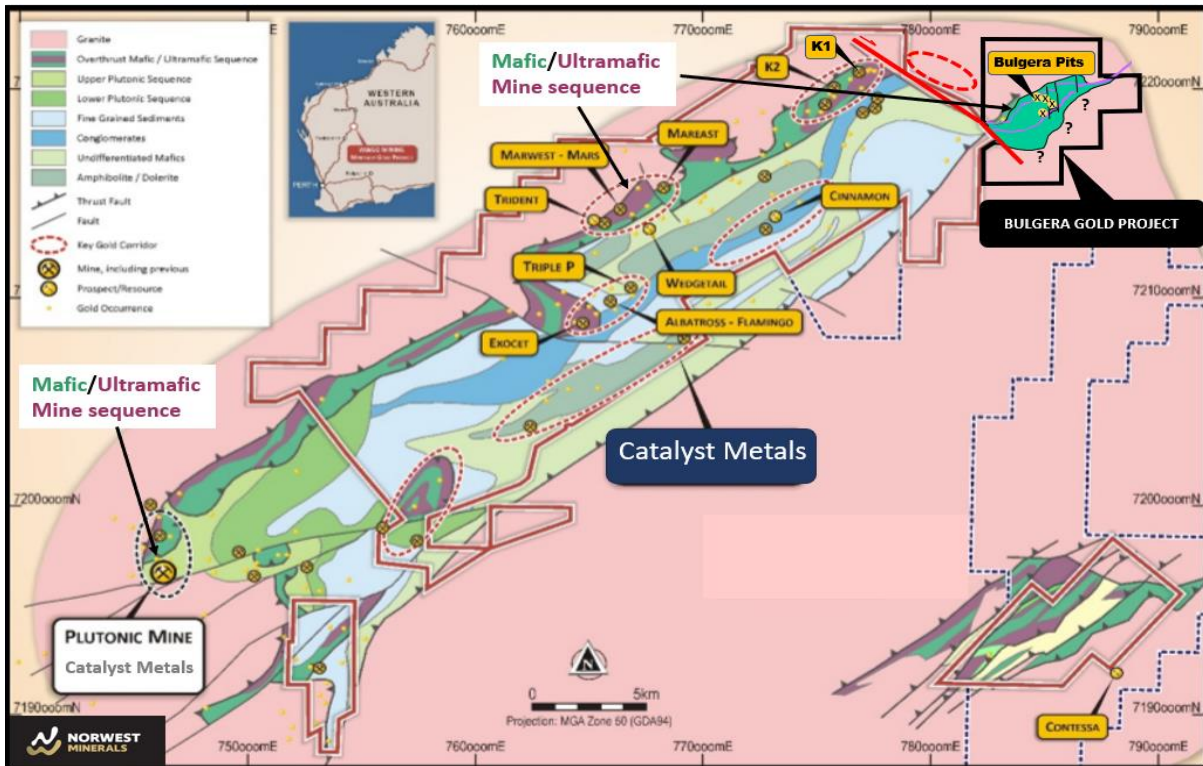 760000mE
770000mE
780000mE
790000mE
Granite
Overthrust Mafic / Ultramafic Sequence
Upper Plutonic Sequence
Lower Plutonic Sequence
Fine Grained Sediments
Conglomerates
Undifferentiated Mafics
Amphibolite / Dolerite
Thrust Fault
Fault
Key Gold Corridor
Mine, including previous
Prospect/Resource
Gold Occurrence
WESTERN
AUSTRALIA
PERTH
Mafic/Ultramafic
Mine sequence
K1
K2
Bulgera Pits
7220000mN
?
?
?
BULGERA GOLD PROJECT
MAREAST
MARWEST - MARS
TRIDENT
CINNAMON
TRIPLE P
WEDGETAIL
7210000mN
ALBATROSS - FLAMINGO
EXOCET
Mafic/Ultramafic
Mine sequence
Catalyst Metals
7200000mN
7200000mN
PLUTONIC MINE
Catalyst Metals
N
0 5km
Projection: MGA Zone 50 (GDA94)
7190000mN
7190000mN
CONTESSA
NORWEST
MINERALS
750000mE
760000mE
770000mE
780000mE
790000mE